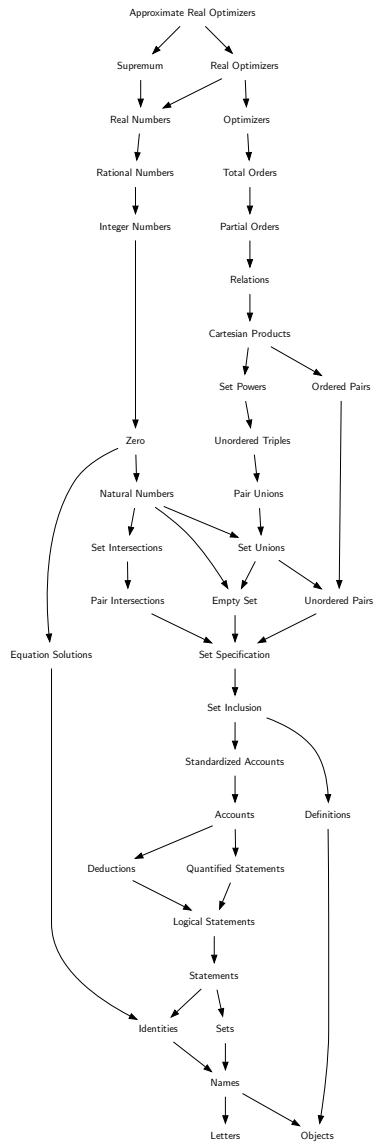 Approximate Real Optimizers
Supremum
Real Optimizers
Real Numbers
Optimizers
Rational Numbers
Total Orders
Integer Numbers
Partial Orders
Relations
Cartesian Products
Set Powers
Ordered Pairs
Zero
Unordered Triples
Natural Numbers
Pair Unions
Set Intersections
Set Unions
Pair Intersections
Empty Set
Unordered Pairs
Equation Solutions
Set Specification
Set Inclusion
Standardized Accounts
Accounts
Definitions
Deductions
Quantified Statements
Logical Statements
Statements
Identities
Sets
Names
Letters
Objects